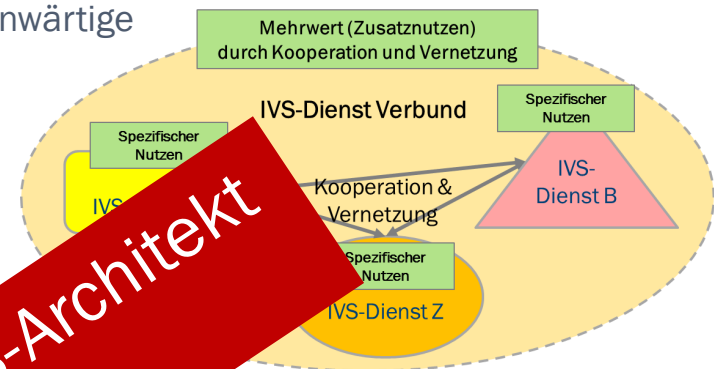 nwärtige
Mehrwert (Zusatznutzen)
durch Kooperation und Vernetzung
IVS-Dienst Verbund
Spezifischer
Nutzen
Spezifischer
Nutzen
IVS-
Dienst B
IVS
Kooperation &
Vernetzung
-Architekt
Spezifischer
Nutzen
IVS-Dienst Z